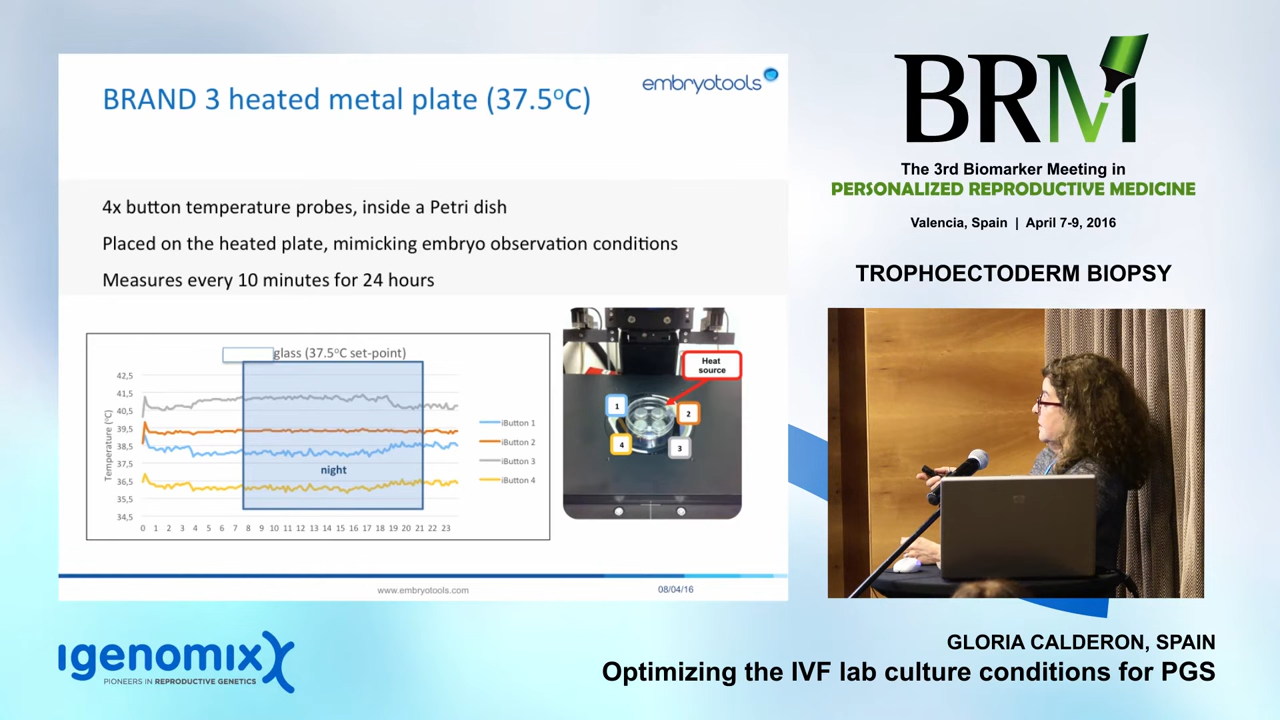 embryotools
BRAND 3 heated metal plate (37.5°C)
4x button temperature probes, inside a Petri dish
Placed on the heated plate, mimicking embryo observation conditions
Measures every 10 minutes for 24 hours
glass (37.5°C set-point)
Temperature (°C)
42,5
41,5
40,5
39,5
38,5
37,5
36,5
35,5
34,5
0 1 2 3 4 5 6 7 8 9 10 11 12 13 14 15 16 17 18 19 20 21 22 23
night
iButton 1
iButton 2
iButton 3
iButton 4
Heat
source
1
2
4
3
www.embryotools.com
08/04/16
BRM
The 3rd Biomarker Meeting in
PERSONALIZED REPRODUCTIVE MEDICINE
Valencia, Spain | April 7-9, 2016
TROPHOECTODERM BIOPSY
igenomix
PIONEERS IN REPRODUCTIVE GENETICS
GLORIA CALDERON, SPAIN
Optimizing the IVF lab culture conditions for PGS